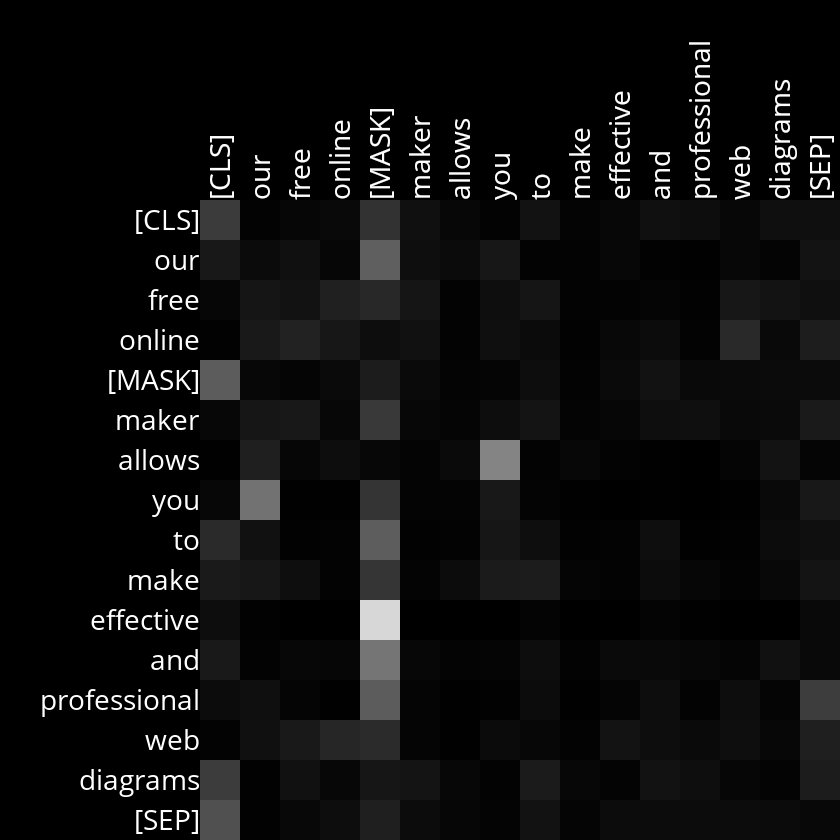 [CLS] our free online [MASK] maker allows you to make effective and professional web diagrams [SEP]
[CLS]
our
free
online
[MASK]
maker
allows
you
to
make
effective
and
professional
web
diagrams
[SEP]